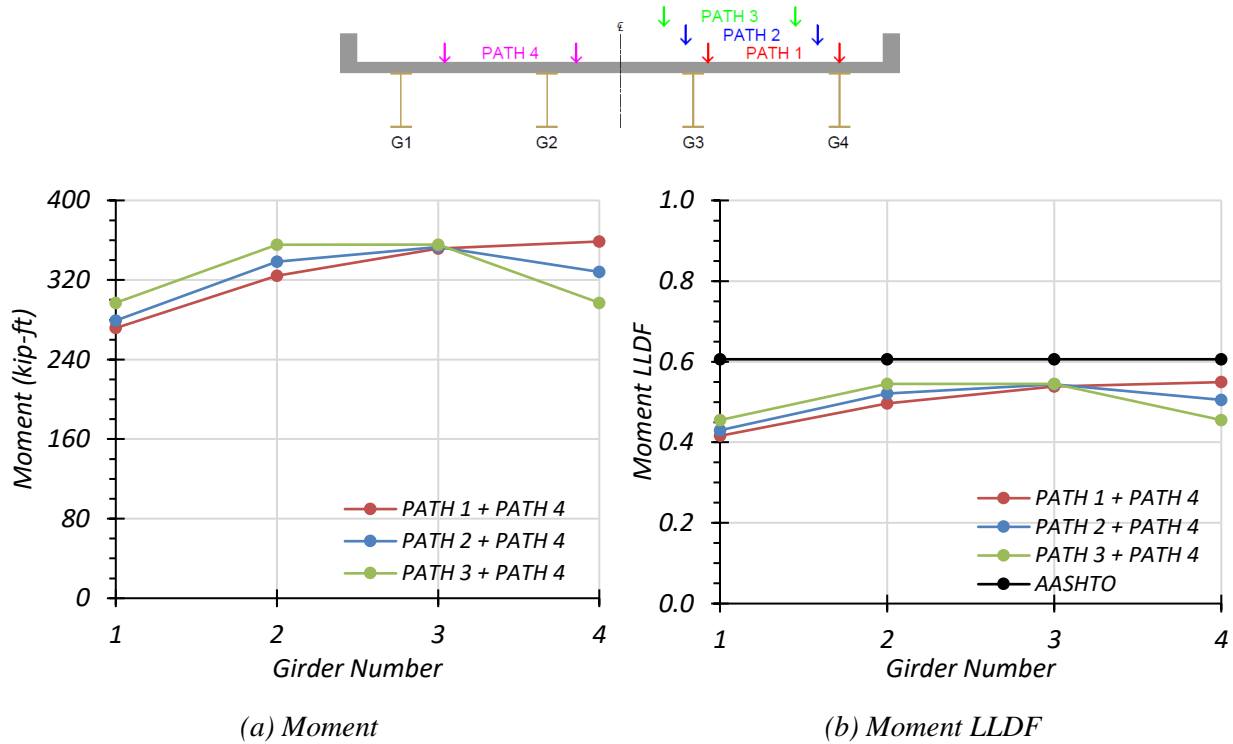 ℄
PATH 3
PATH 2
PATH 4
PATH 1
G1 G2 G3 G4
400
320
240
160
80
0
Moment (kip-ft)
PATH 1 + PATH 4
PATH 2 + PATH 4
PATH 3 + PATH 4
1 2 3 4
Girder Number
(a) Moment
1.0
0.8
0.6
0.4
0.2
0.0
Moment LLDF
PATH 1 + PATH 4
PATH 2 + PATH 4
PATH 3 + PATH 4
AASHTO
1 2 3 4
Girder Number
(b) Moment LLDF